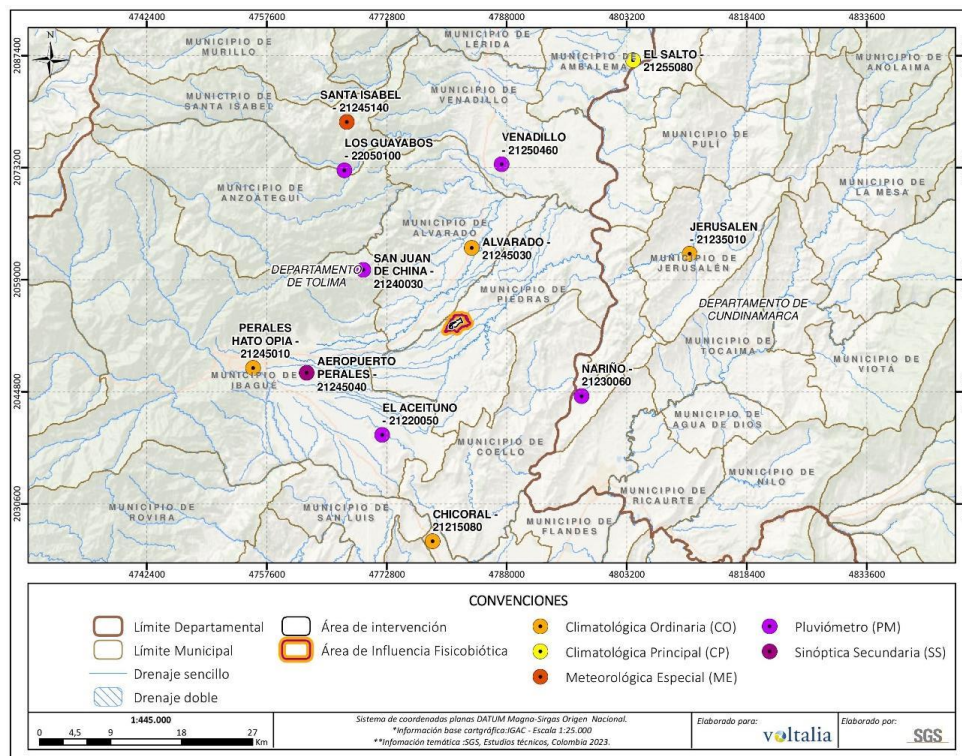 4742400 4757600 4772800 4788000 4803200 4818400 4833600
2087400
2073200
2059000
2044800
2030600
N
MUNICIPIO DE
MURILLO
MUNICIPIO DE
LÉRIDA
MUNICIPIO DE
AMBALEMA
EL SALTO -
21255080
MUNICIPIO DE
ANOLAIMA
MUNICIPIO DE
SANTA ISABEL
SANTA ISABEL
- 21245140
MUNICIPIO DE
VENADILLO
LOS GUAYABOS
- 22050100
VENADILLO
- 21250460
MUNICIPIO DE
PULÍ
MUNICIPIO DE
LA MESA
MUNICIPIO DE
ANZOÁTEGUI
MUNICIPIO DE
ALVARADO
ALVARADO -
21245030
JERUSALEN
- 21235010
MUNICIPIO DE
JERUSALÉN
DEPARTAMENTO
DE TOLIMA
SAN JUAN
DE CHINA -
21240030
MUNICIPIO DE
PIEDRAS
DEPARTAMENTO DE
CUNDINAMARCA
PERALES
HATO OPIA -
21245010
MUNICIPIO DE
IBAGUÉ
AEROPUERTO
PERALES -
21245040
MUNICIPIO DE
TOCAIMA
NARIÑO -
21230060
MUNICIPIO DE
VIOTÁ
EL ACEITUNO -
21220050
MUNICIPIO DE
AGUA DE DIOS
MUNICIPIO DE
COELLO
MUNICIPIO DE
NILO
MUNICIPIO DE
RICAURTE
MUNICIPIO DE
ROVIRA
MUNICIPIO DE
SAN LUIS
CHICORAL -
21215080
MUNICIPIO DE
FLANDES
4742400 4757600 4772800 4788000 4803200 4818400 4833600
CONVENCIONES
Límite Departamental
Límite Municipal
Drenaje sencillo
Drenaje doble
Área de intervención
Área de Influencia Fisicobiótica
Climatológica Ordinaria (CO)
Climatológica Principal (CP)
Meteorológica Especial (ME)
Pluviómetro (PM)
Sinóptica Secundaria (SS)
1:445.000
0 4,5 9 18 27
Km
Sistema de coordenadas planas DATUM Magna-Sirgas Origen Nacional.
*Información base cartgráfica:IGAC - Escala 1:25.000
**Infomación temática :SGS, Estudios técnicos, Colombia 2023.
Elaborado para:
voltalia
Elaborado por:
SGS